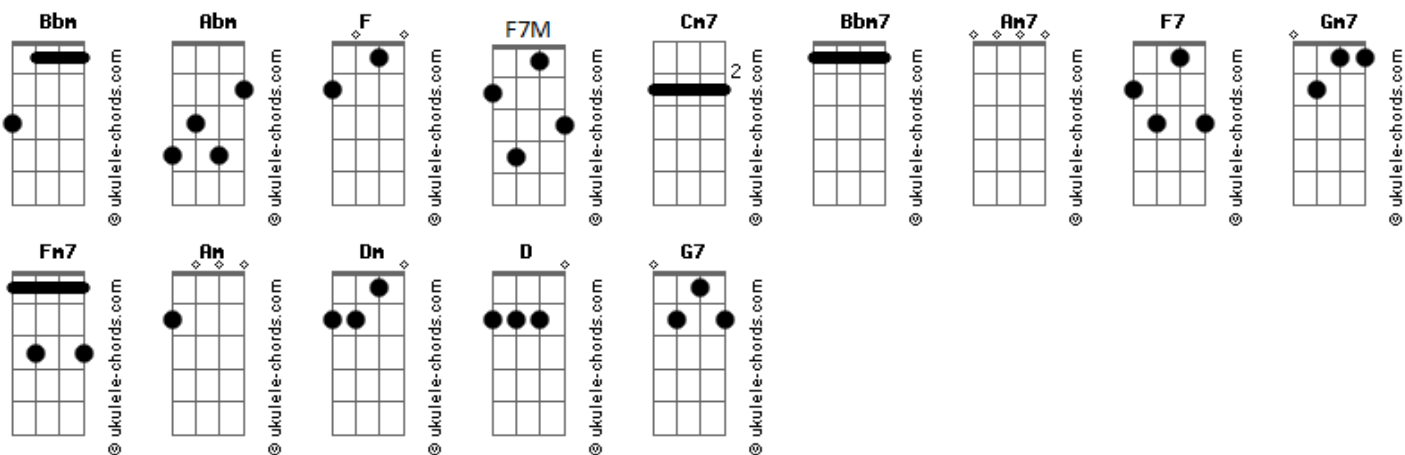 Bbm Abm F F7M Cm7 Bbm7 Am7 F7 Gm7
© ukulele-chords.com © ukulele-chords.com © ukulele-chords.com © ukulele-chords.com 2 © ukulele-chords.com © ukulele-chords.com © ukulele-chords.com © ukulele-chords.com © ukulele-chords.com
Fm7 Am Dm D G7
© ukulele-chords.com © ukulele-chords.com © ukulele-chords.com © ukulele-chords.com © ukulele-chords.com